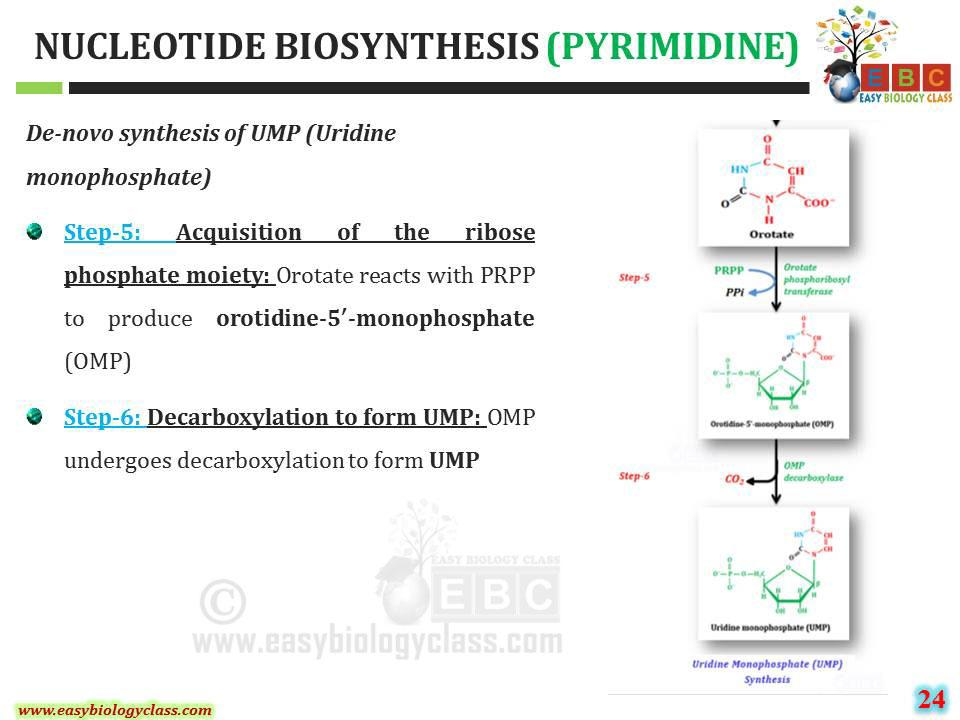 NUCLEOTIDE BIOSYNTHESIS (PYRIMIDINE)
E B C
EASY BIOLOGY CLASS
De-novo synthesis of UMP (Uridine
monophosphate)
Step-5: Acquisition of the ribose
phosphate moiety: Orotate reacts with PRPP
to produce orotidine-5′-monophosphate
(OMP)
Step-6: Decarboxylation to form UMP: OMP
undergoes decarboxylation to form UMP
O
C
HN
CH
C
C
O
N
COO⁻
H
Orotate
Step-5
PRPP
PPi
Orotate
phosphoribosyl
transferase
Orotidine-5'-monophosphate (OMP)
Step-6
CO₂
OMP
decarboxylase
Uridine monophosphate (UMP)
Uridine Monophosphate (UMP)
Synthesis
EASY BIOLOGY CLASS
© EBC
www.easybiologyclass.com
www.easybiologyclass.com
24